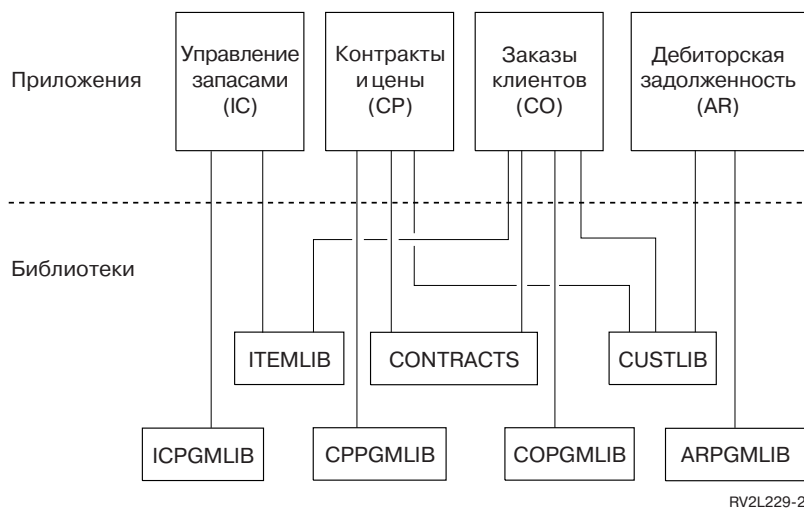 Приложения
Управление
запасами
(IC)
Контракты
и цены
(CP)
Заказы
клиентов
(CO)
Дебиторская
задолженность
(AR)
Библиотеки
ITEMLIB
CONTRACTS
CUSTLIB
ICPGMLIB
CPPGMLIB
COPGMLIB
ARPGMLIB
RV2L229-2